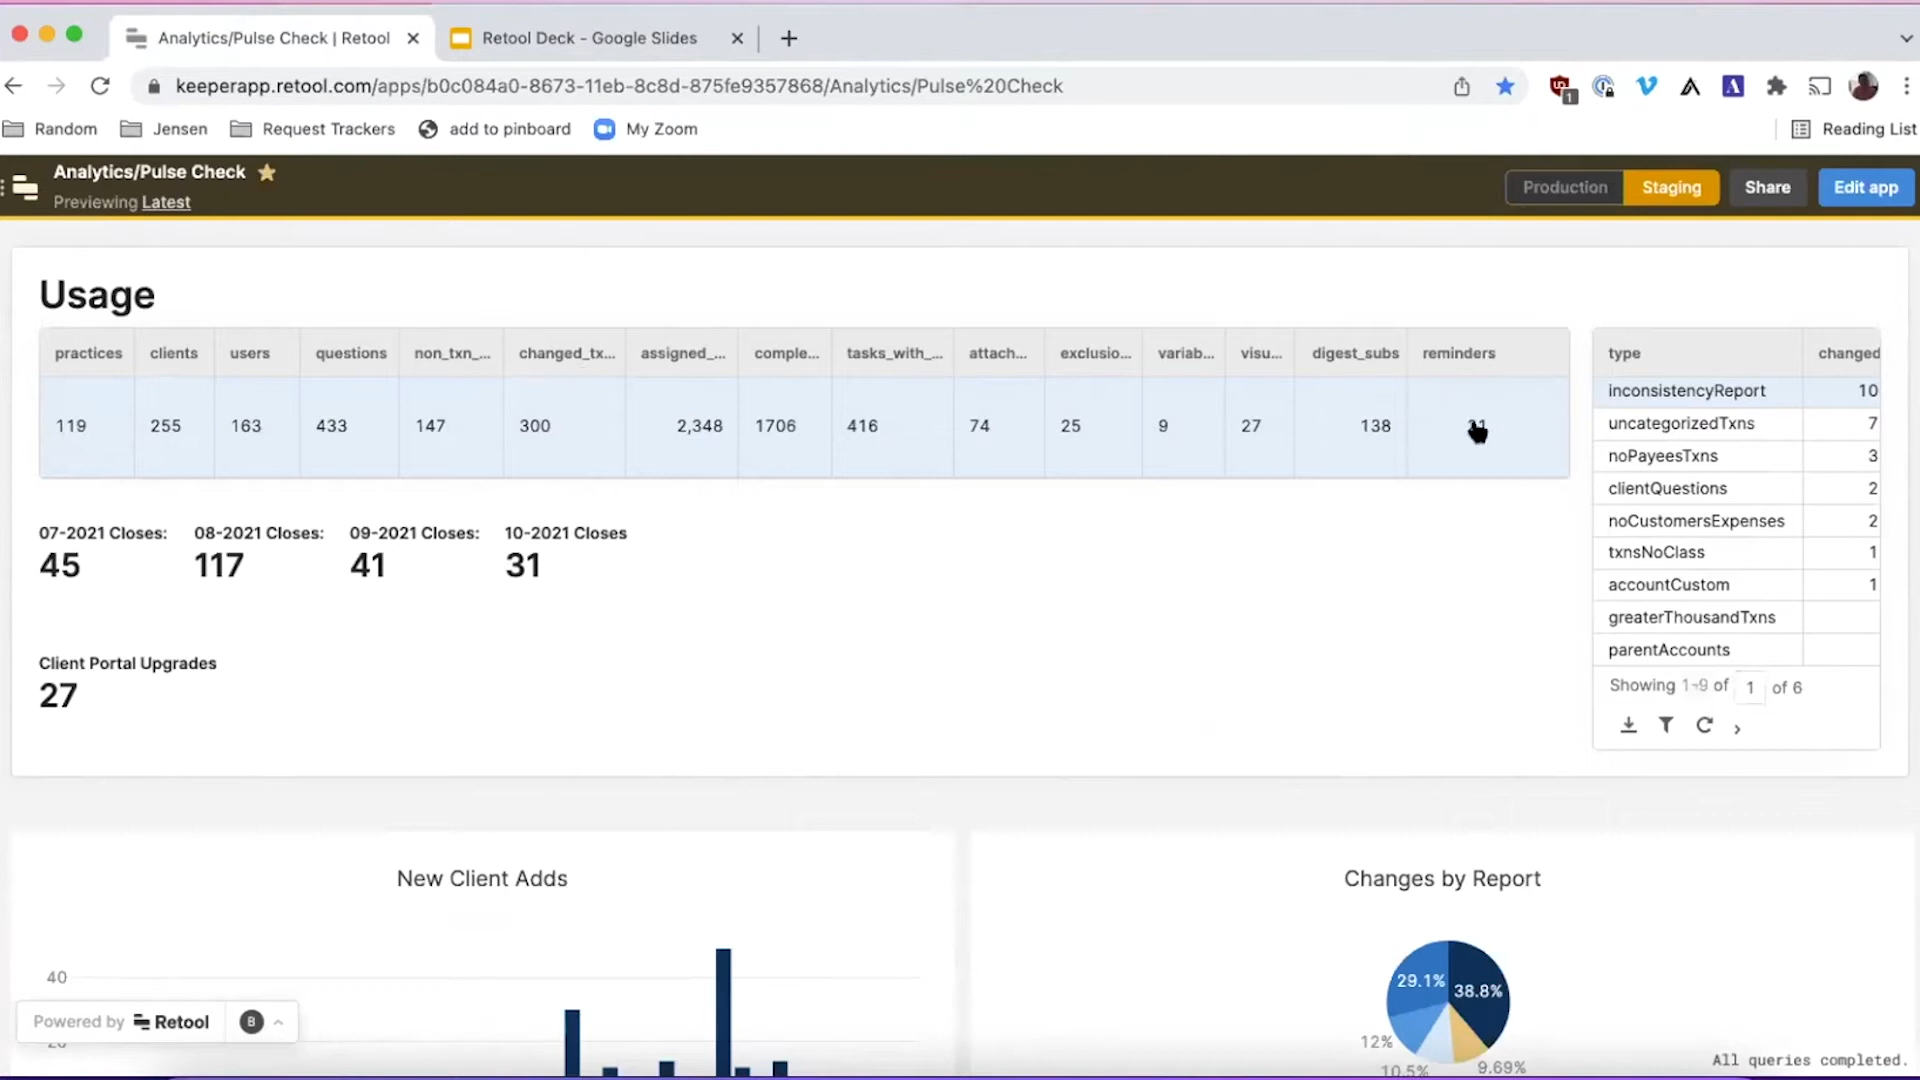 Analytics/Pulse Check | Retool
Retool Deck - Google Slides
keeperapp.retool.com/apps/b0c084a0-8673-11eb-8c8d-875fe9357868/Analytics/Pulse%20Check
1
Random Jensen Request Trackers add to pinboard My Zoom Reading List
Analytics/Pulse Check
Previewing Latest
Production Staging Share Edit app
Usage
practices clients users questions non_txn_... changed_tx... assigned_... comple... tasks_with_... attach... exclusio... variab... visu... digest_subs reminders
119 255 163 433 147 300 2,348 1706 416 74 25 9 27 138
type changed
inconsistencyReport 10
uncategorizedTxns 7
noPayeesTxns 3
clientQuestions 2
noCustomersExpenses 2
txnsNoClass 1
accountCustom 1
greaterThousandTxns
parentAccounts
Showing 1-9 of 1 of 6
07-2021 Closes: 08-2021 Closes: 09-2021 Closes: 10-2021 Closes
45 117 41 31
Client Portal Upgrades
27
New Client Adds
40
Changes by Report
29.1%
38.8%
12%
10.5%
9.69%
Powered by Retool B
All queries completed.